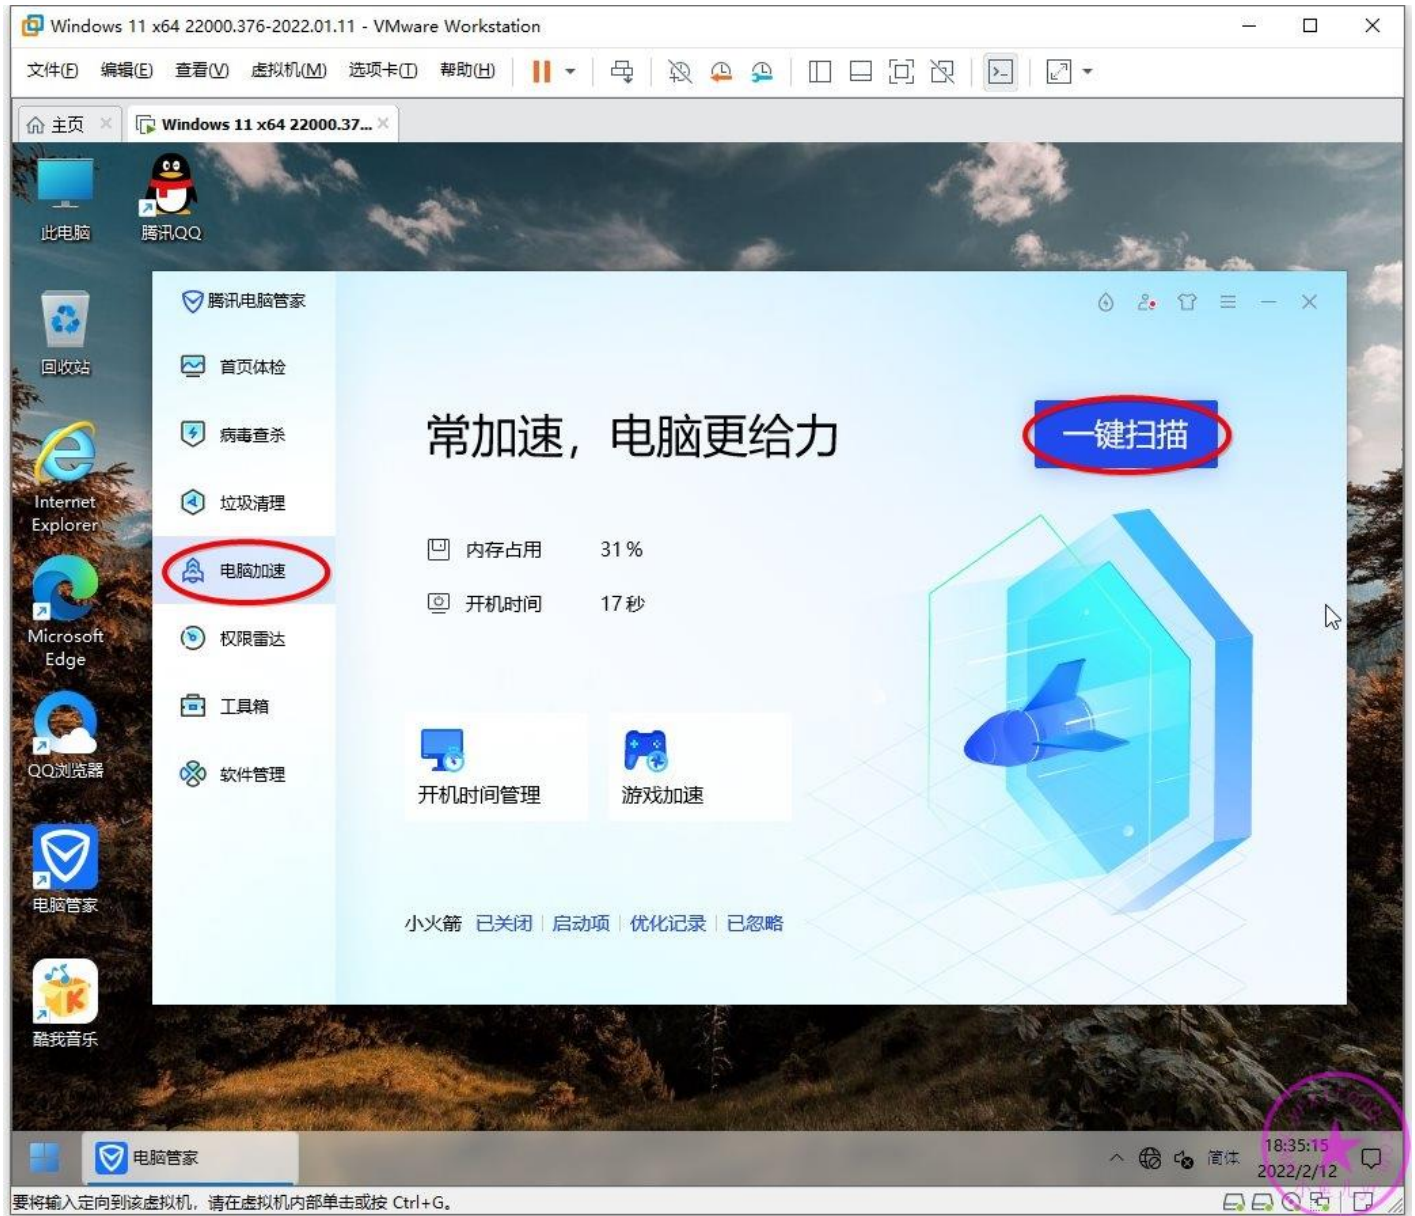 Windows 11 x64 22000.376-2022.01.11 - VMware Workstation
文件(F) 编辑(E) 查看(V) 虚拟机(M) 选项卡(T) 帮助(H)
主页
Windows 11 x64 22000.37...
此电脑
腾讯QQ
回收站
Internet
Explorer
Microsoft
Edge
QQ浏览器
电脑管家
酷我音乐
腾讯电脑管家
首页体检
病毒查杀
垃圾清理
电脑加速
权限雷达
工具箱
软件管理
常加速，电脑更给力
一键扫描
内存占用 31%
开机时间 17秒
开机时间管理
游戏加速
小火箭 已关闭 启动项 优化记录 已忽略
电脑管家
简体
18:35:15
2022/2/12
要将输入定向到该虚拟机，请在虚拟机内部单击或按 Ctrl+G。